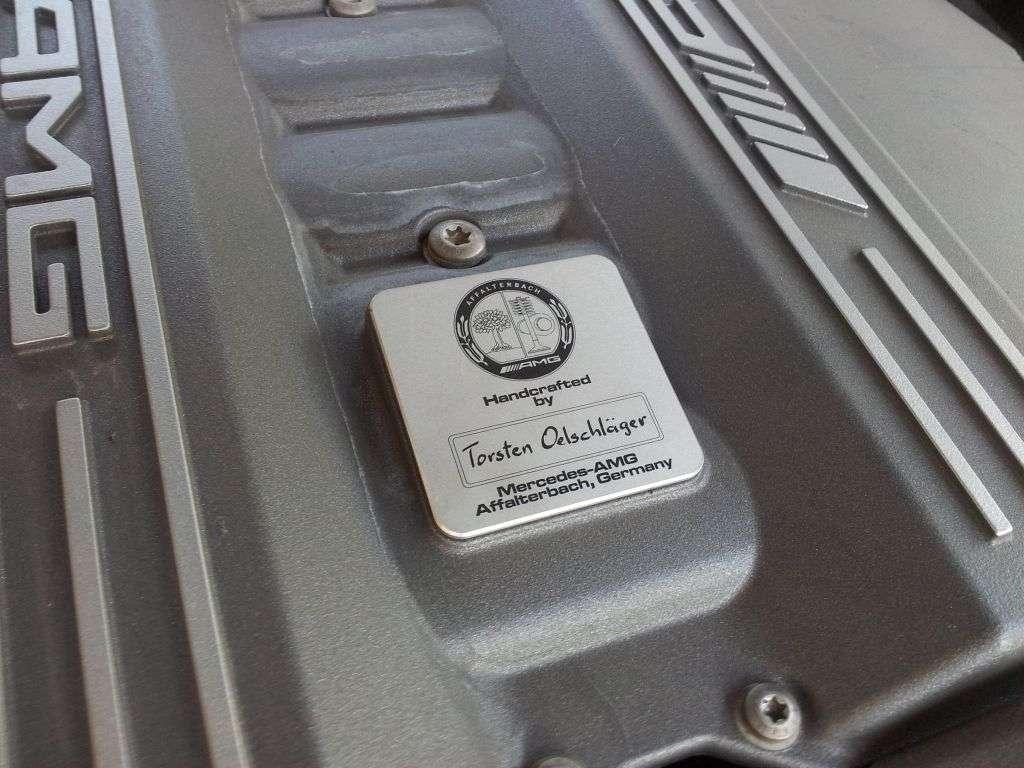 AMG
AMG
AFFALTERBACH
AMG
Handcrafted
by
Torsten Oelschläger
Mercedes-AMG
Affalterbach, Germany